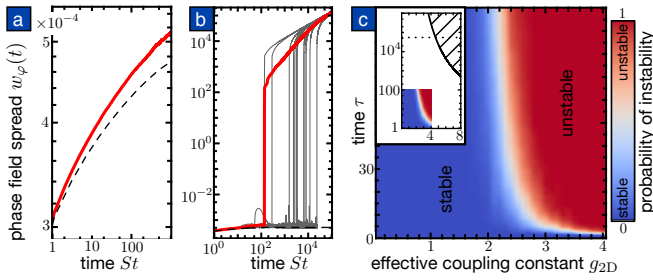 a
×10⁻⁴
phase field spread w_φ(t)
5
4
3
1
10
100
time St
b
10⁵
10⁴
10²
10⁰
10⁻²
10⁰
10²
10⁴
time St
c
10⁴
100
1
0
4
8
time τ
60
30
0
stable
unstable
1
2
3
4
effective coupling constant g_2D
1
unstable
stable
0
probability of instability